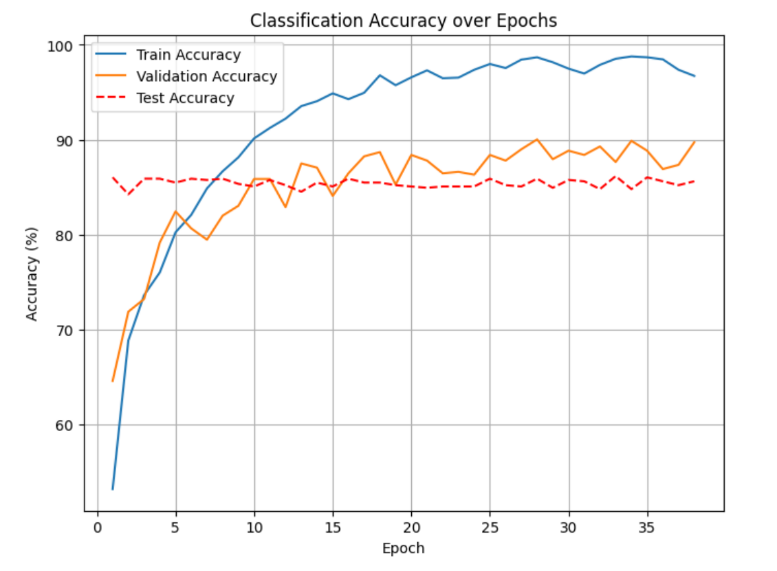 Classification Accuracy over Epochs
Train Accuracy
Validation Accuracy
Test Accuracy
100
90
80
70
60
Accuracy (%)
0 5 10 15 20 25 30 35
Epoch